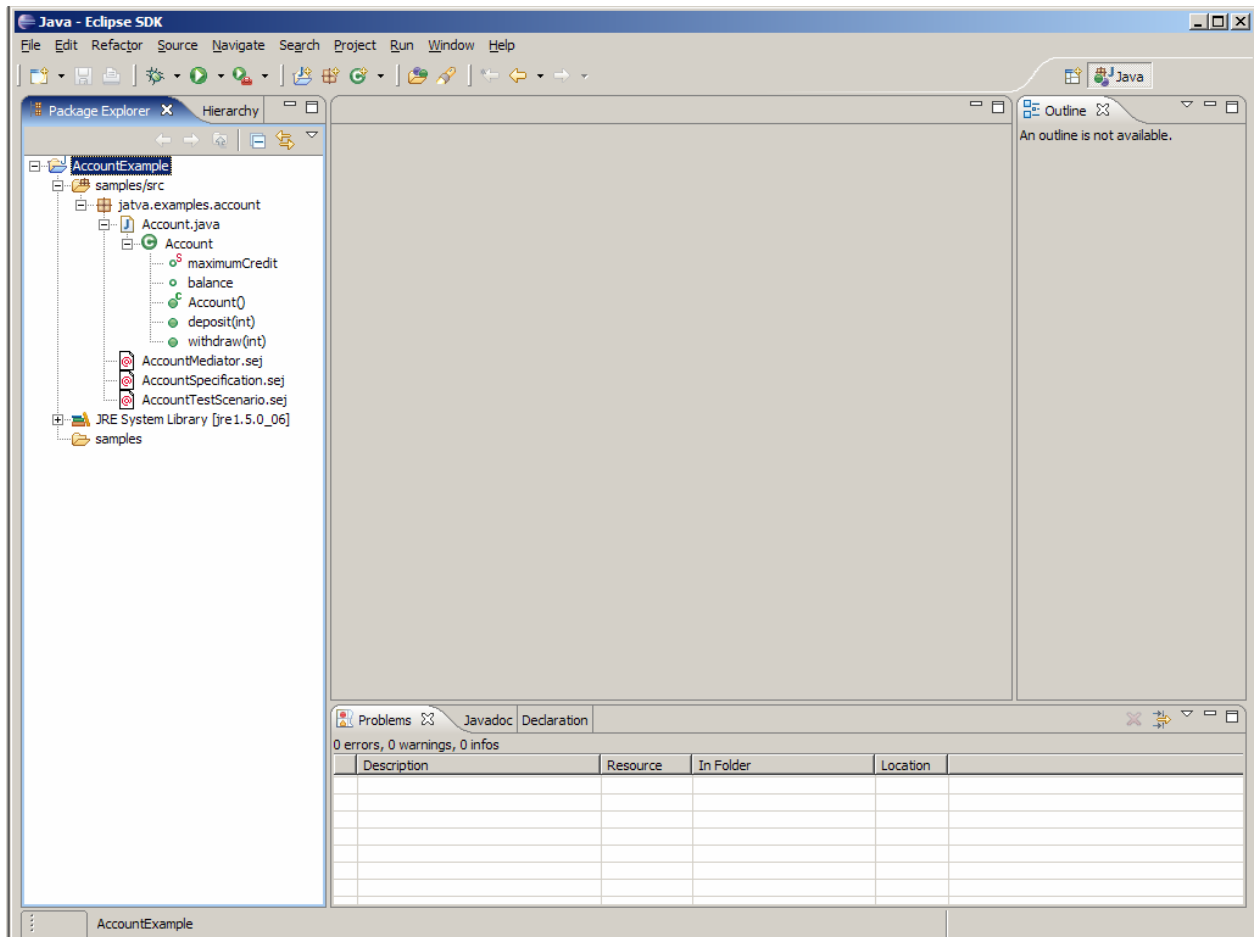 Java - Eclipse SDK
File Edit Refactor Source Navigate Search Project Run Window Help
Java
Package Explorer Hierarchy
Outline
An outline is not available.
AccountExample
samples/src
jatva.examples.account
Account.java
Account
maximumCredit
balance
Account()
deposit(int)
withdraw(int)
AccountMediator.sej
AccountSpecification.sej
AccountTestScenario.sej
JRE System Library [jre1.5.0_06]
samples
Problems Javadoc Declaration
0 errors, 0 warnings, 0 infos
Description Resource In Folder Location
AccountExample